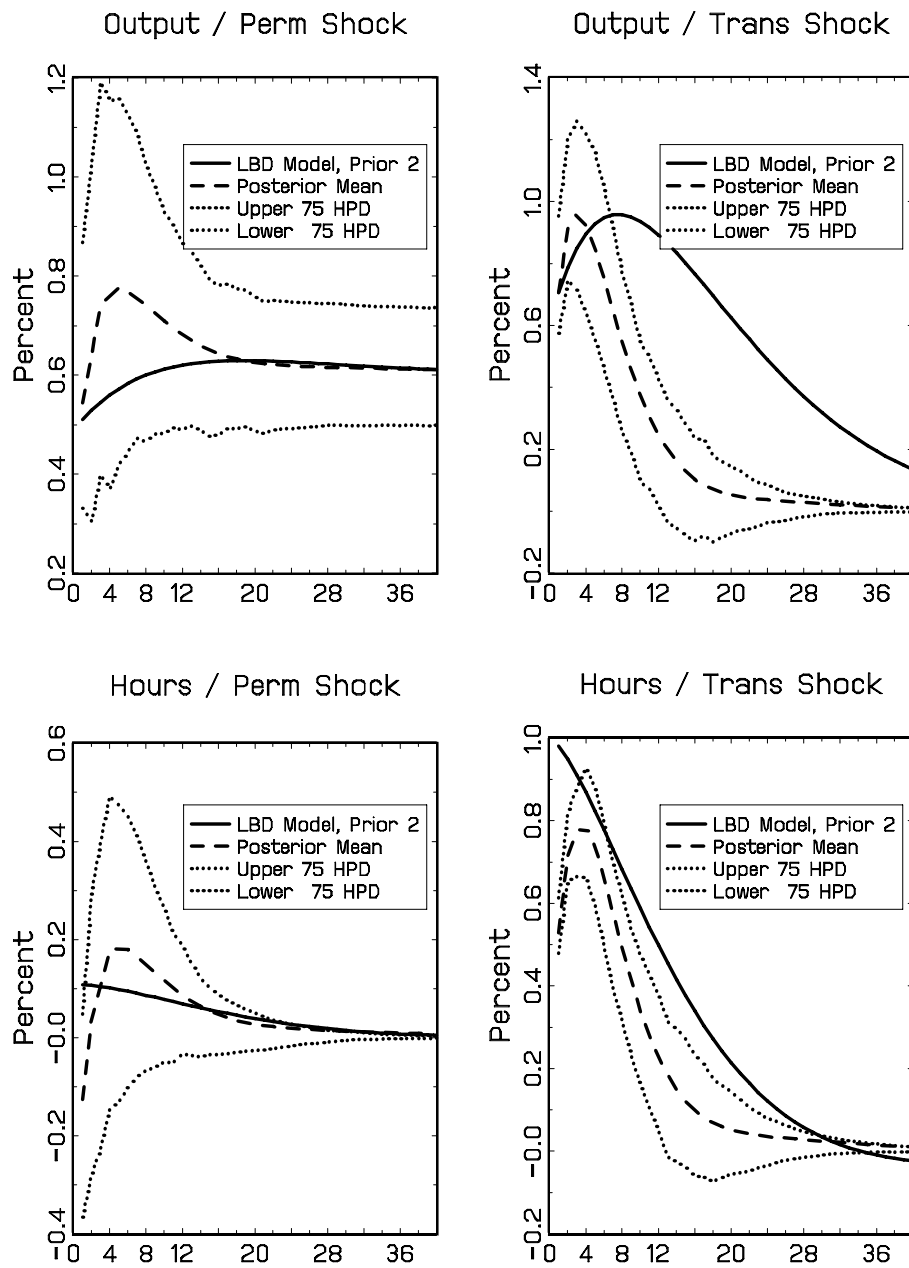 Output / Perm Shock
Percent
1.2
1.0
0.8
0.6
0.4
0.2
LBD Model, Prior 2
Posterior Mean
Upper 75 HPD
Lower 75 HPD
0 4 8 12 20 28 36
Output / Trans Shock
Percent
1.4
1.0
0.6
0.2
-0.2
LBD Model, Prior 2
Posterior Mean
Upper 75 HPD
Lower 75 HPD
0 4 8 12 20 28 36
Hours / Perm Shock
Percent
0.6
0.4
0.2
-0.0
-0.2
-0.4
LBD Model, Prior 2
Posterior Mean
Upper 75 HPD
Lower 75 HPD
0 4 8 12 20 28 36
Hours / Trans Shock
Percent
1.0
0.8
0.6
0.4
0.2
-0.0
-0.2
LBD Model, Prior 2
Posterior Mean
Upper 75 HPD
Lower 75 HPD
0 4 8 12 20 28 36